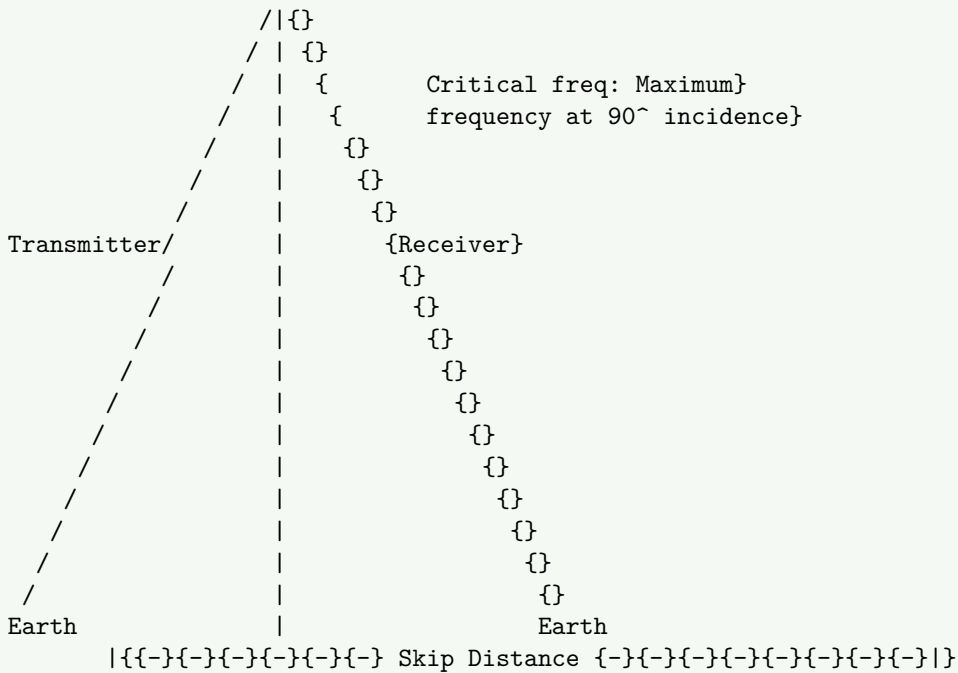 /|{}
/ | {}
/ | { Critical freq: Maximum}
/ | { frequency at 90^ incidence}
/ | {}
/ | {}
/ | {}
Transmitter/ | {Receiver}
/ | {}
/ | {}
/ | {}
/ | {}
/ | {}
/ | {}
/ | {}
/ | {}
/ | {}
/ | {}
/ | {}
Earth | Earth
|{{-}{-}{-}{-}{-}{-} Skip Distance {-}{-}{-}{-}{-}{-}{-}{-}|}